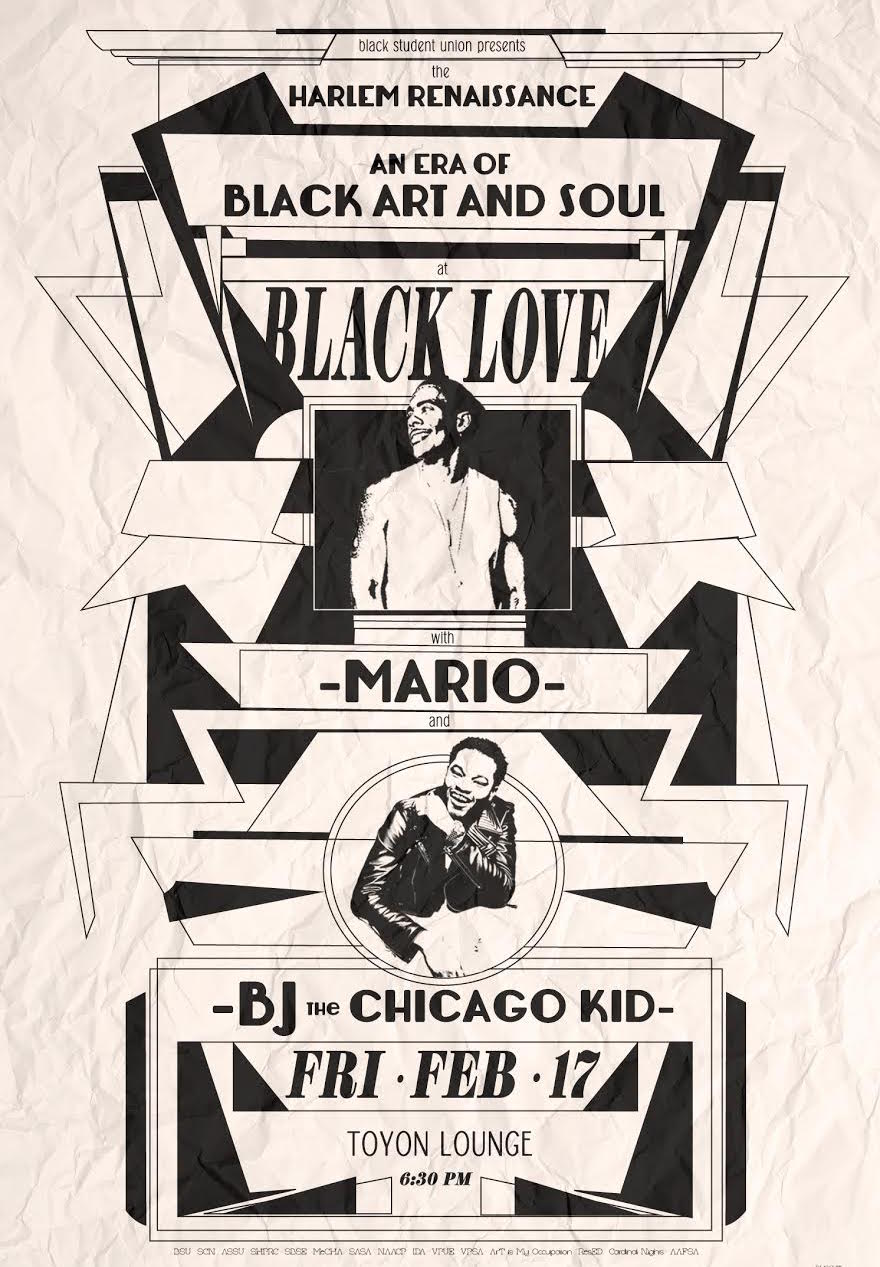 black student union presents
the
HARLEM RENAISSANCE
AN ERA OF
BLACK ART AND SOUL
at
BLACK LOVE
with
-MARIO-
and
-BJ THE CHICAGO KID-
FRI · FEB · 17
TOYON LOUNGE
6:30 PM
BSU SCN ASSU SHPRC SBSE MeCHA SASA NAACP IDA VPUE VPSA ArT is My Occupation ResED Cardinal Nights AAFSA